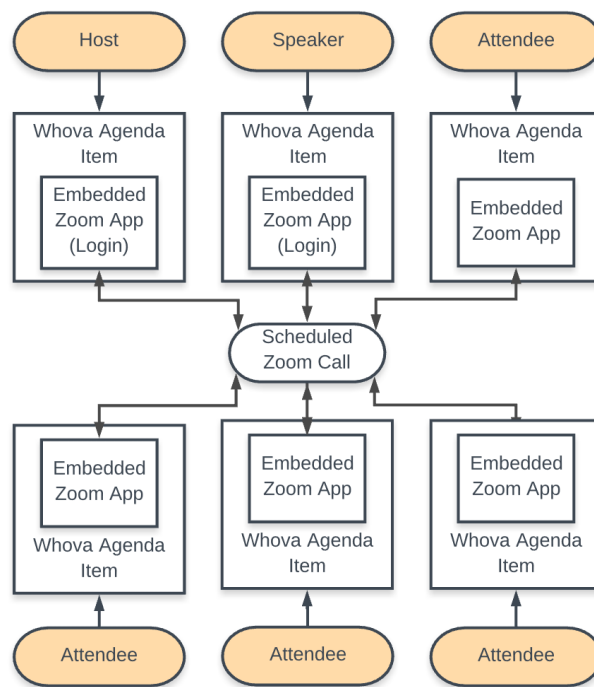 Host
Speaker
Attendee
Whova Agenda
Item
Embedded
Zoom App
(Login)
Whova Agenda
Item
Embedded
Zoom App
(Login)
Whova Agenda
Item
Embedded
Zoom App
Scheduled
Zoom Call
Embedded
Zoom App
Whova Agenda
Item
Embedded
Zoom App
Whova Agenda
Item
Embedded
Zoom App
Whova Agenda
Item
Attendee
Attendee
Attendee